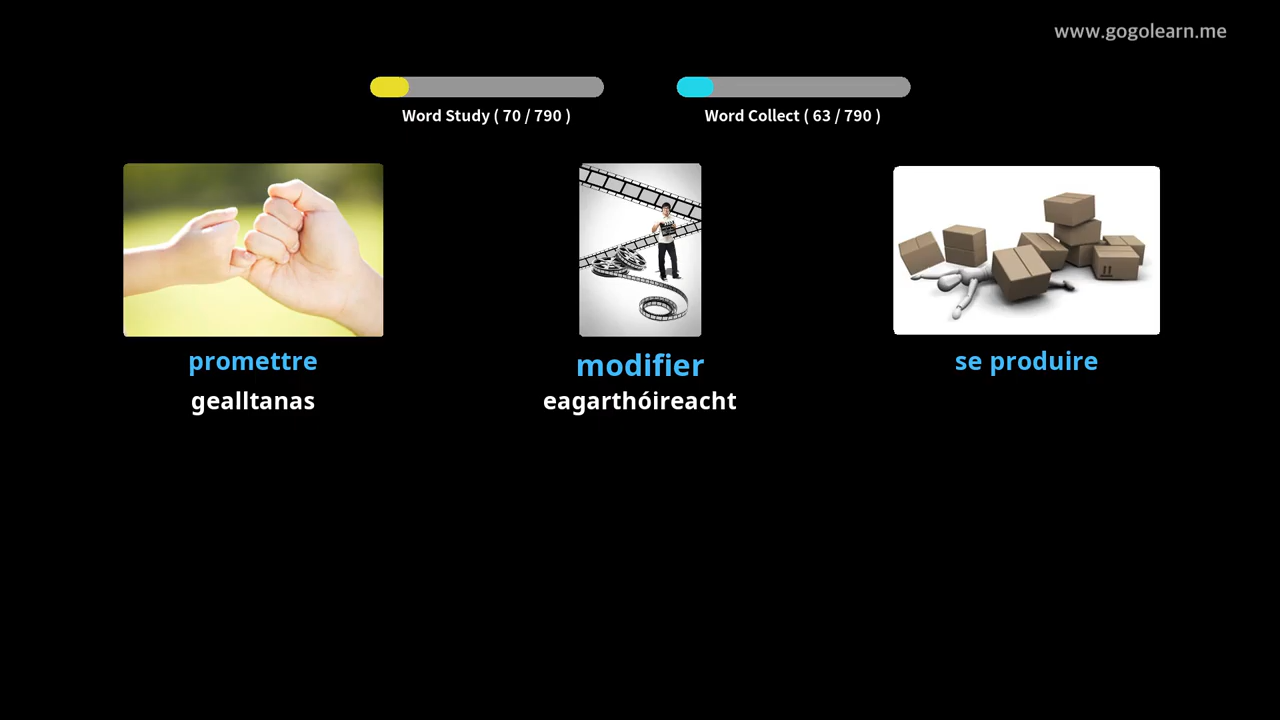 www.gogolearn.me
Word Study ( 70 / 790 )
Word Collect ( 63 / 790 )
promettre
gealltanas
modifier
eagarthóireacht
se produire